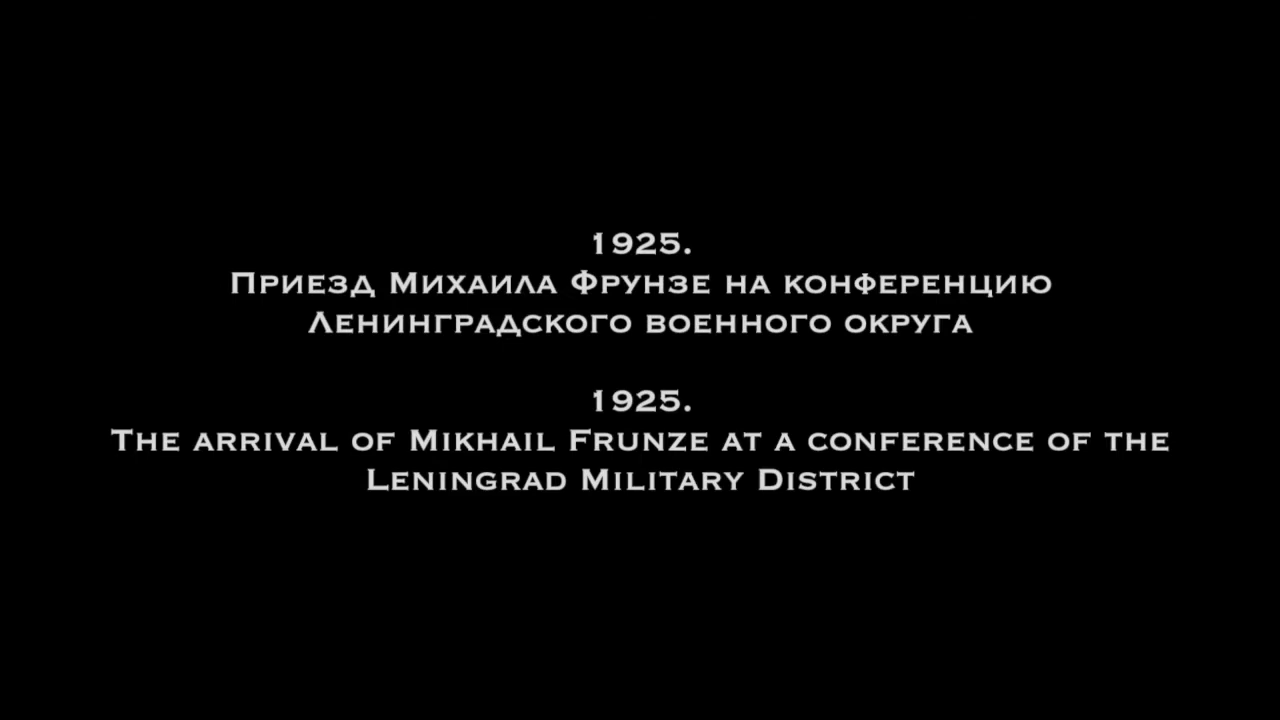 1925.
Приезд Михаила Фрунзе на конференцию
Ленинградского военного округа
1925.
The arrival of Mikhail Frunze at a conference of the
Leningrad Military District